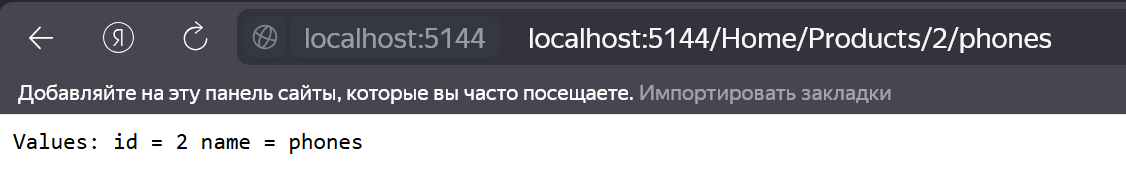 Я localhost:5144 localhost:5144/Home/Products/2/phones
Добавляйте на эту панель сайты, которые вы часто посещаете. Импортировать закладки
Values: id = 2 name = phones